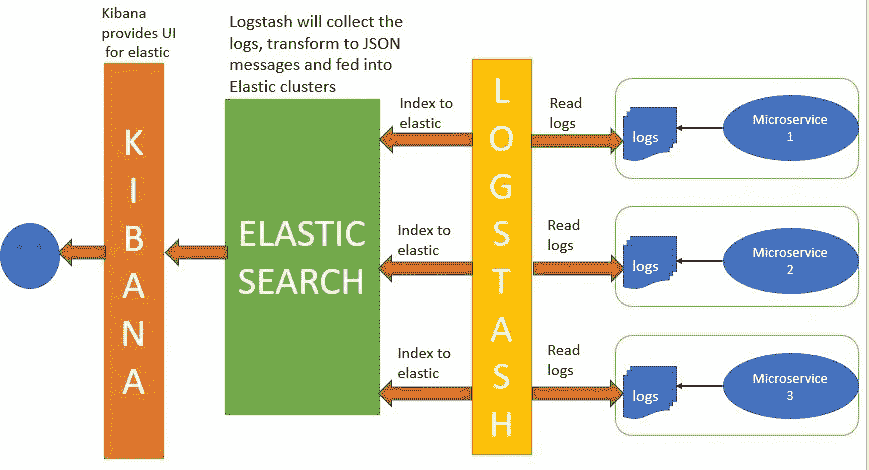 Kibana
provides UI
for elastic
Logstash will collect the
logs, transform to JSON
messages and fed into
Elastic clusters
KIBANA
ELASTIC
SEARCH
LOGSTASH
Index to
elastic
Read
logs
logs
Microservice
1
Index to
elastic
Read
logs
logs
Microservice
2
Index to
elastic
Read
logs
logs
Microservice
3